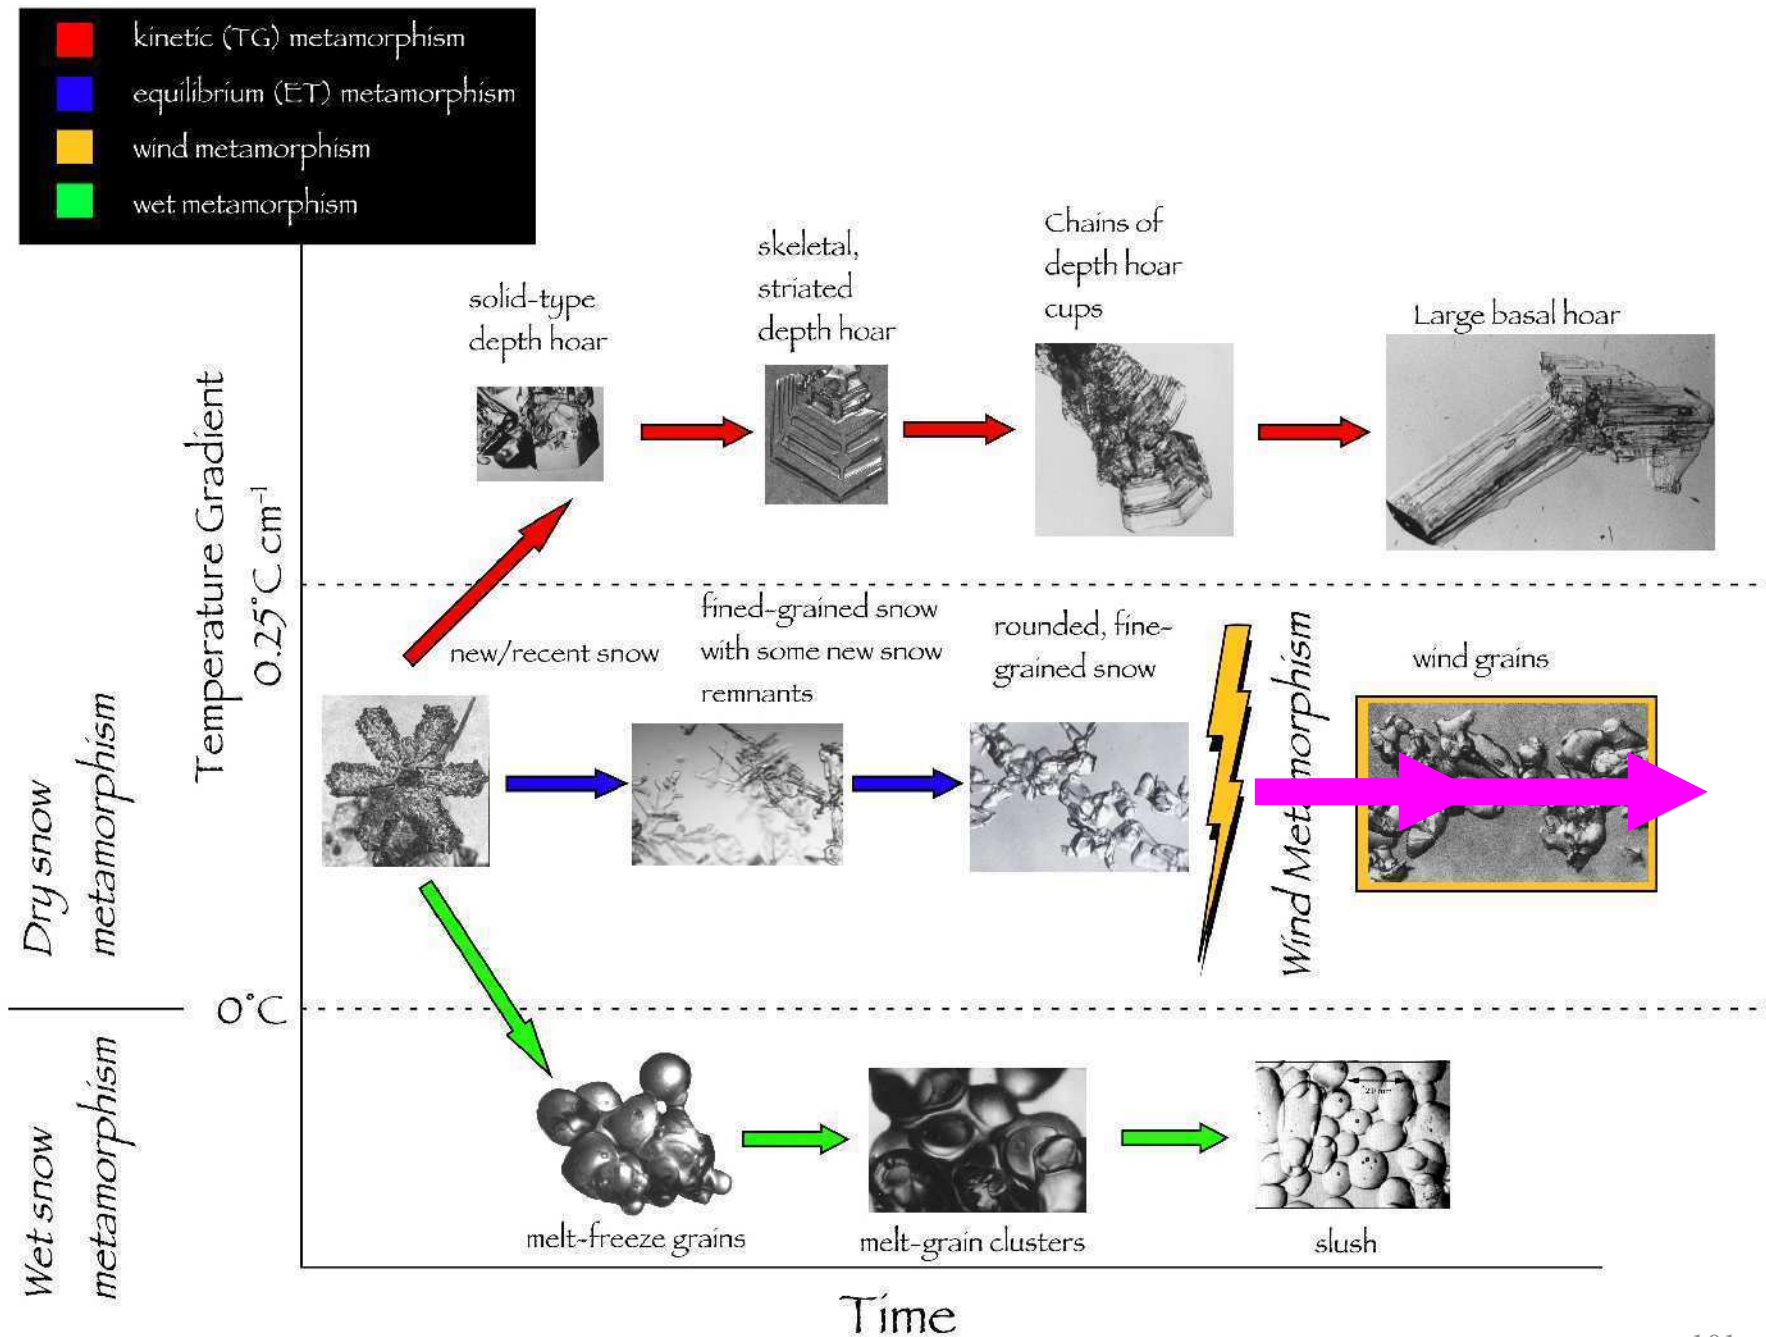 kinetic (TG) metamorphism
equilibrium (ET) metamorphism
wind metamorphism
wet metamorphism
solid-type
depth hoar
skeletal,
striated
depth hoar
Chains of
depth hoar
cups
Large basal hoar
Temperature Gradient
0.25°C cm⁻¹
new/recent snow
fined-grained snow
with some new snow
remnants
rounded, fine-
grained snow
Wind Metamorphism
wind grains
Dry snow
metamorphism
0°C
Wet snow
metamorphism
melt-freeze grains
melt-grain clusters
slush
Time